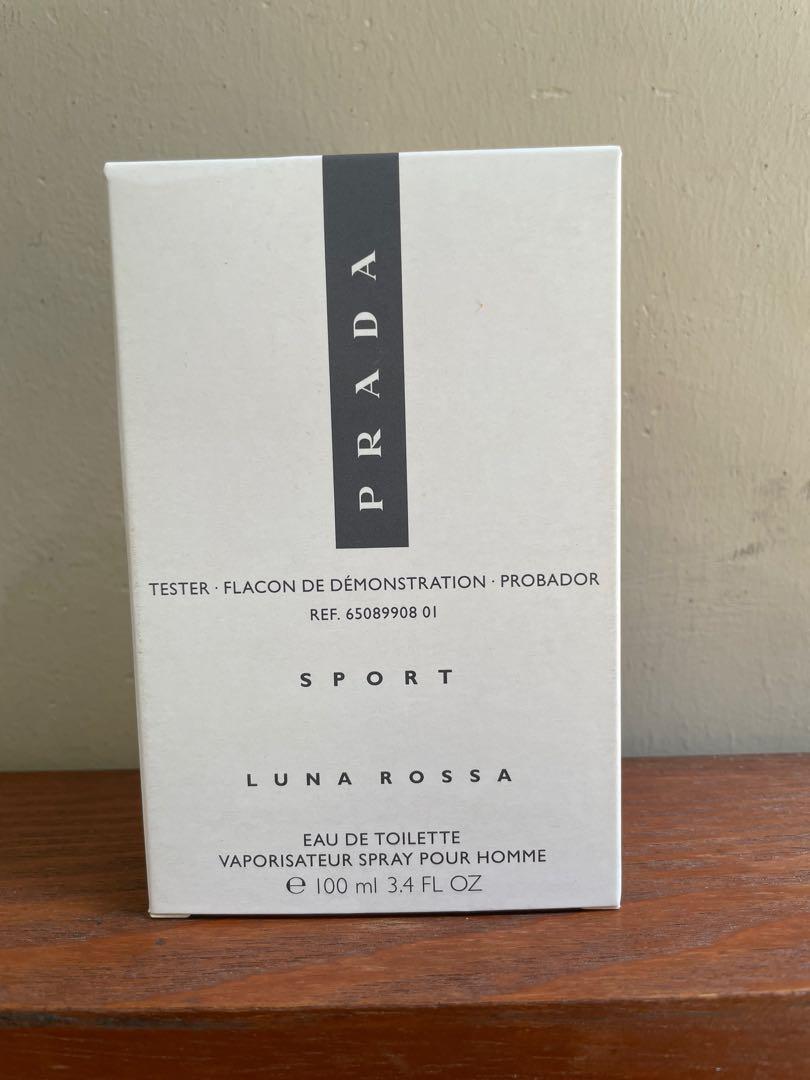 PRADA
TESTER · FLACON DE DÉMONSTRATION · PROBADOR
REF. 65089908 01
SPORT
LUNA ROSSA
EAU DE TOILETTE
VAPORISATEUR SPRAY POUR HOMME
℮ 100 ml 3.4 FL OZ